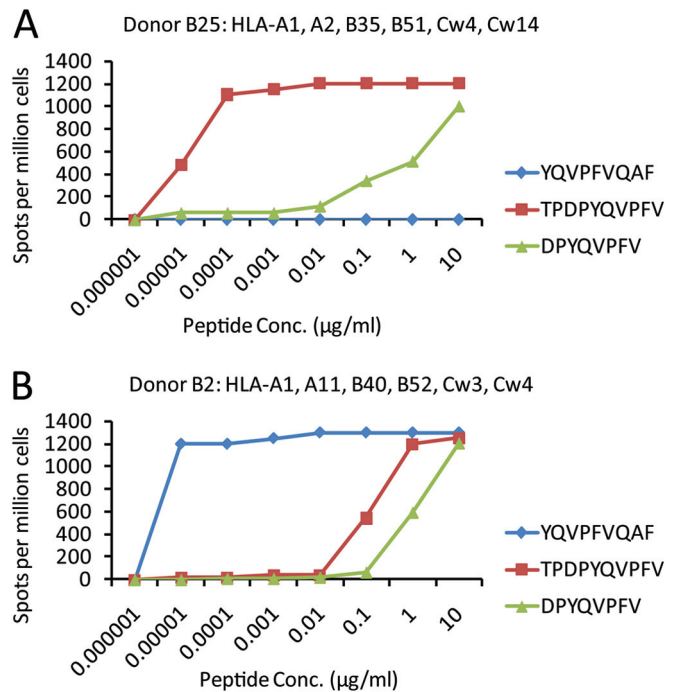 A
Donor B25: HLA-A1, A2, B35, B51, Cw4, Cw14
Spots per million cells
1400
1200
1000
800
600
400
200
0
0.000001
0.00001
0.0001
0.001
0.01
0.1
1
10
Peptide Conc. (µg/ml)
YQVPFVQAF
TPDPYQVPFV
DPYQVPFV
B
Donor B2: HLA-A1, A11, B40, B52, Cw3, Cw4
Spots per million cells
1400
1200
1000
800
600
400
200
0
0.000001
0.00001
0.0001
0.001
0.01
0.1
1
10
Peptide Conc. (µg/ml)
YQVPFVQAF
TPDPYQVPFV
DPYQVPFV